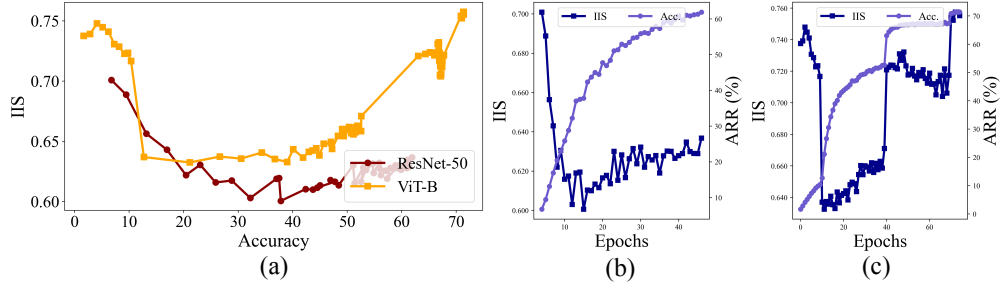 0.75
0.70
0.65
0.60
IIS
0 10 20 30 40 50 60 70
Accuracy
ResNet-50
ViT-B
(a)
0.700
0.680
0.660
0.640
0.620
0.600
IIS
10 20 30 40
Epochs
60
50
40
30
20
10
ARR (%)
IIS Acc.
(b)
0.760
0.740
0.720
0.700
0.680
0.660
0.640
IIS
0 20 40 60
Epochs
70
60
50
40
30
20
10
0
ARR (%)
IIS Acc.
(c)